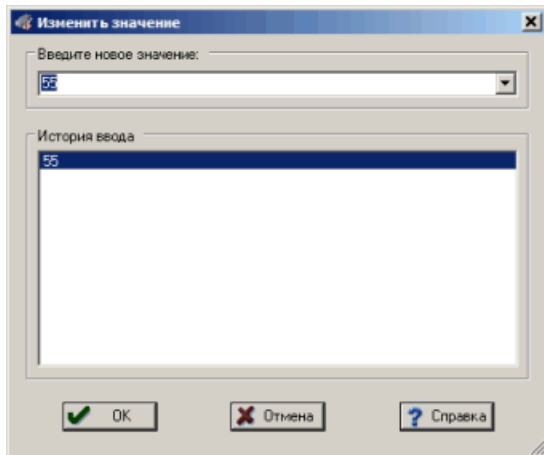 Изменить значение
Введите новое значение:
55
История ввода
55
OK
Отмена
Справка